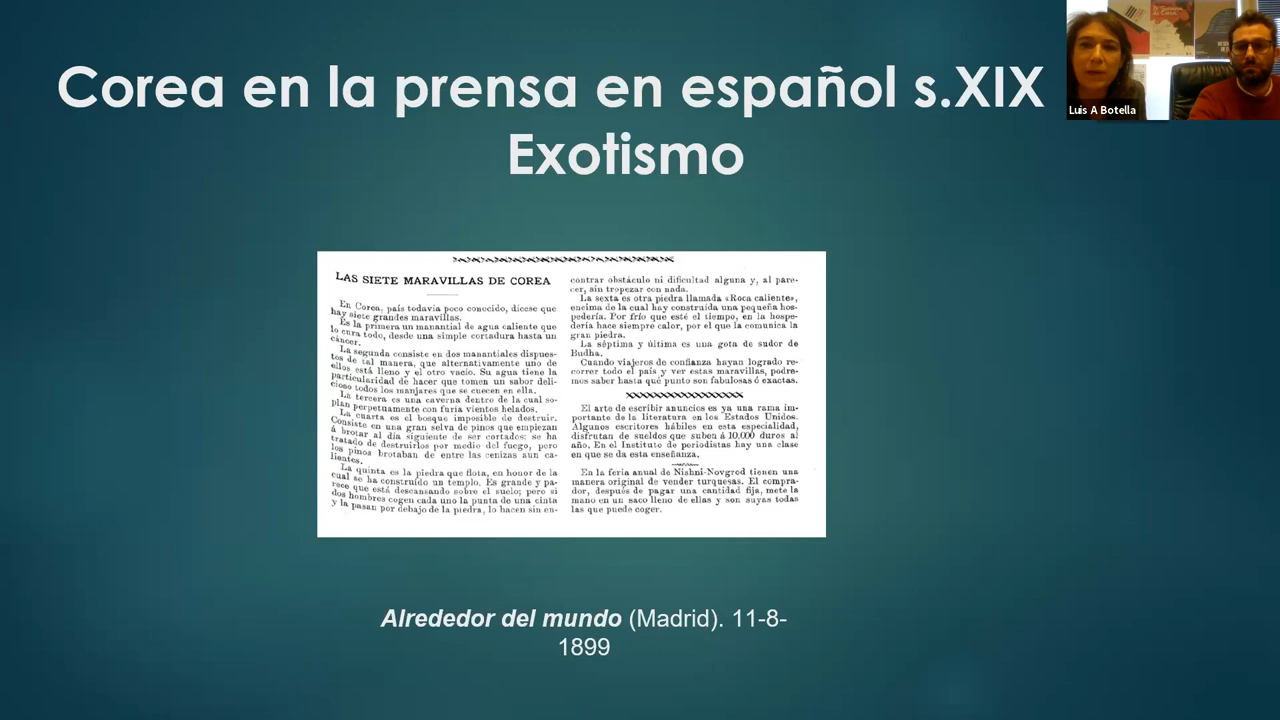 Corea en la prensa en español s.XIX
Exotismo
Luis A Botella
LAS SIETE MARAVILLAS DE COREA
En Corea, país todavía poco conocido, dícese que
hay siete grandes maravillas.
Es la primera un manantial de agua caliente que
lo cura todo, desde una simple cortadura hasta un
cáncer.
La segunda consiste en dos manantiales dispues-
tos de tal manera, que alternativamente uno de
ellos está lleno y el otro vacío. Su agua tiene la
particularidad de hacer que tomen un sabor deli-
cioso todos los manjares que se cuecen en ella.
La tercera es una caverna dentro de la cual so-
plan perpetuamente con furia vientos helados.
La cuarta es el bosque imposible de destruir.
Consiste en una gran selva de pinos que empiezan
á brotar al día siguiente de ser cortados: se ha
tratado de destruirlos por medio del fuego, pero
los pinos brotaban de entre las cenizas aun ca-
lientes.
La quinta es la piedra que flota, en honor de la
cual se ha construído un templo. Es grande y pa-
rece que está descansando sobre el suelo; pero si
dos hombres cogen cada uno la punta de una cinta
y la pasan por debajo de la piedra, lo hacen sin en-
contrar obstáculo ni dificultad alguna y, al pare-
cer, sin tropezar con nada.
La sexta es otra piedra llamada «Roca caliente»,
encima de la cual hay construida una pequeña hos-
pedería. Por frío que esté el tiempo, en la hospe-
dería hace siempre calor, por el que la comunica la
gran piedra.
La séptima y última es una gota de sudor de
Budha.
Cuando viajeros de confianza hayan logrado re-
correr todo el país y ver estas maravillas, podre-
mos saber hasta qué punto son fabulosas ó exactas.
El arte de escribir anuncios es ya una rama im-
portante de la literatura en los Estados Unidos.
Algunos escritores hábiles en esta especialidad,
disfrutan de sueldos que suben á 10.000 duros al
año. En el Instituto de periodistas hay una clase
en que se da esta enseñanza.
En la feria anual de Nishni-Novgrod tienen una
manera original de vender turquesas. El compra-
dor, después de pagar una cantidad fija, mete la
mano en un saco lleno de ellas y son suyas todas
las que puede coger.
Alrededor del mundo (Madrid). 11-8-
1899